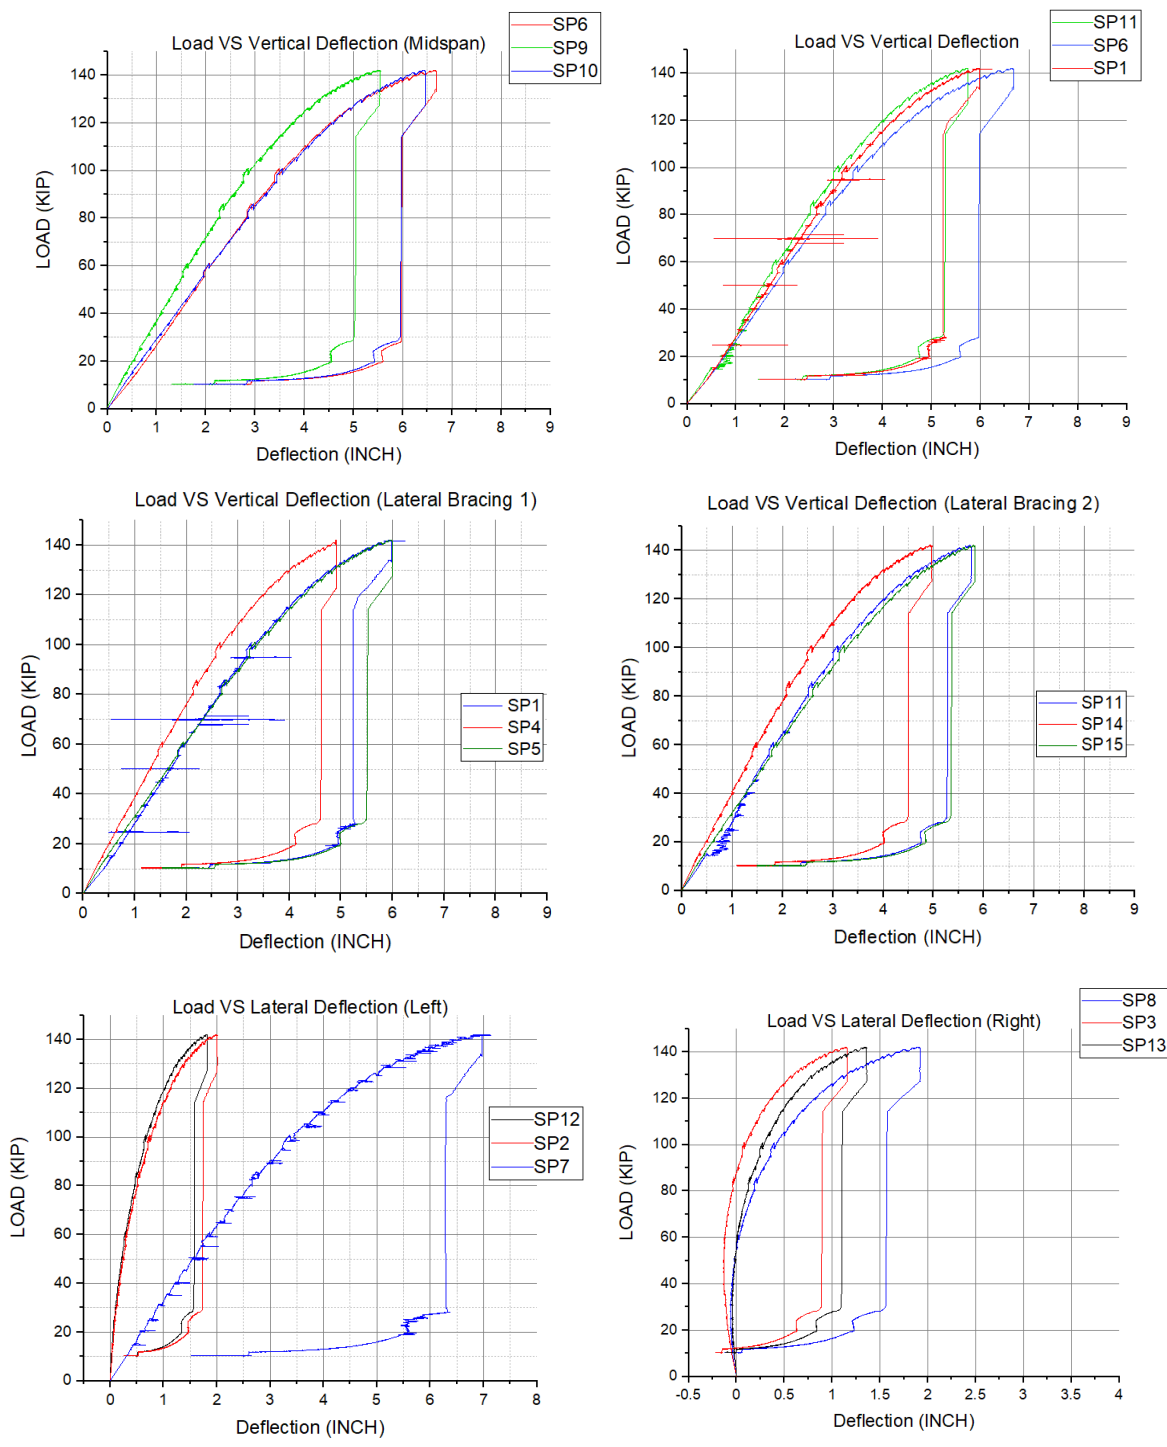 Load VS Vertical Deflection (Midspan)
SP6
SP9
SP10
LOAD (KIP)
140
120
100
80
60
40
20
0
0 1 2 3 4 5 6 7 8 9
Deflection (INCH)
Load VS Vertical Deflection
SP11
SP6
SP1
LOAD (KIP)
140
120
100
80
60
40
20
0
0 1 2 3 4 5 6 7 8 9
Deflection (INCH)
Load VS Vertical Deflection (Lateral Bracing 1)
LOAD (KIP)
140
120
100
80
60
40
20
0
SP1
SP4
SP5
0 1 2 3 4 5 6 7 8 9
Deflection (INCH)
Load VS Vertical Deflection (Lateral Bracing 2)
LOAD (KIP)
140
120
100
80
60
40
20
0
SP11
SP14
SP15
0 1 2 3 4 5 6 7 8 9
Deflection (INCH)
Load VS Lateral Deflection (Left)
LOAD (KIP)
140
120
100
80
60
40
20
0
SP12
SP2
SP7
0 1 2 3 4 5 6 7 8
Deflection (INCH)
Load VS Lateral Deflection (Right)
SP8
SP3
SP13
LOAD (KIP)
140
120
100
80
60
40
20
0
-0.5 0 0.5 1 1.5 2 2.5 3 3.5 4
Deflection (INCH)